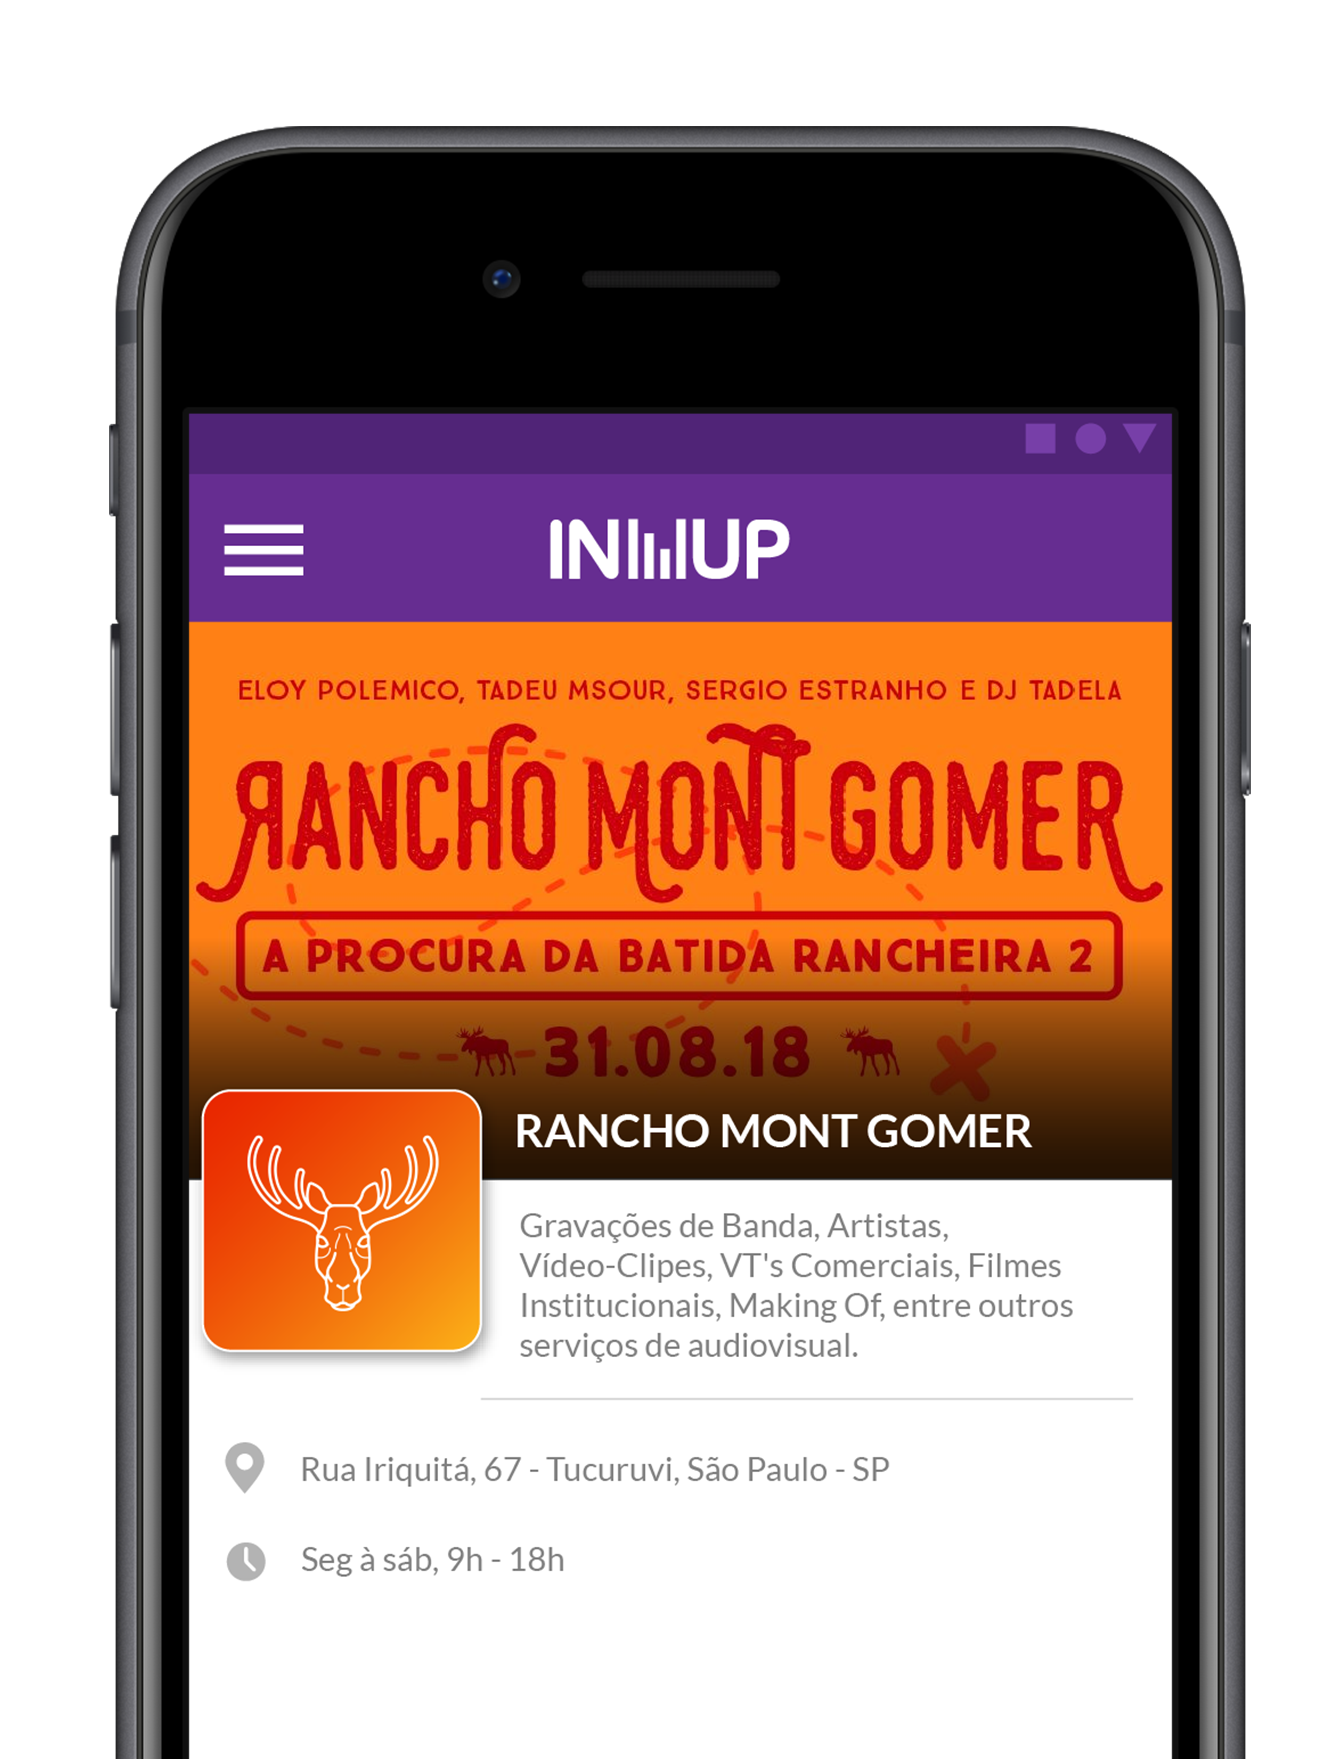 INUP
ELOY POLEMICO, TADEU MSOUR, SERGIO ESTRANHO E DJ TADELA
RANCHO MONT GOMER
A PROCURA DA BATIDA RANCHEIRA 2
31.08.18
RANCHO MONT GOMER
Gravações de Banda, Artistas,
Vídeo-Clipes, VT's Comerciais, Filmes
Institucionais, Making Of, entre outros
serviços de audiovisual.
Rua Iriquitá, 67 - Tucuruvi, São Paulo - SP
Seg à sáb, 9h - 18h